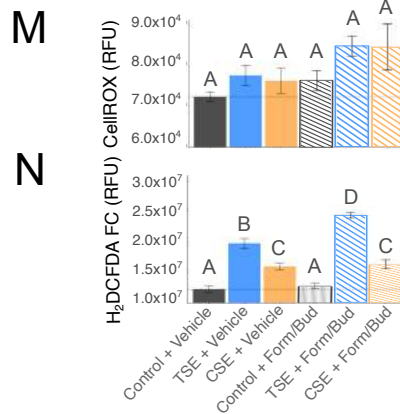 M
CellROX (RFU)
9.0x10⁴
8.0x10⁴
7.0x10⁴
6.0x10⁴
A A A A A A
N
H₂DCFDA FC (RFU)
3.0x10⁷
2.5x10⁷
2.0x10⁷
1.5x10⁷
1.0x10⁷
A B C A D C
Control + Vehicle
TSE + Vehicle
CSE + Vehicle
Control + Form/Bud
TSE + Form/Bud
CSE + Form/Bud